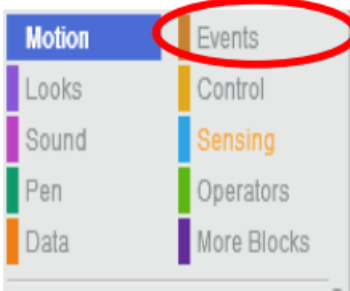 Motion Events
Looks Control
Sound Sensing
Pen Operators
Data More Blocks